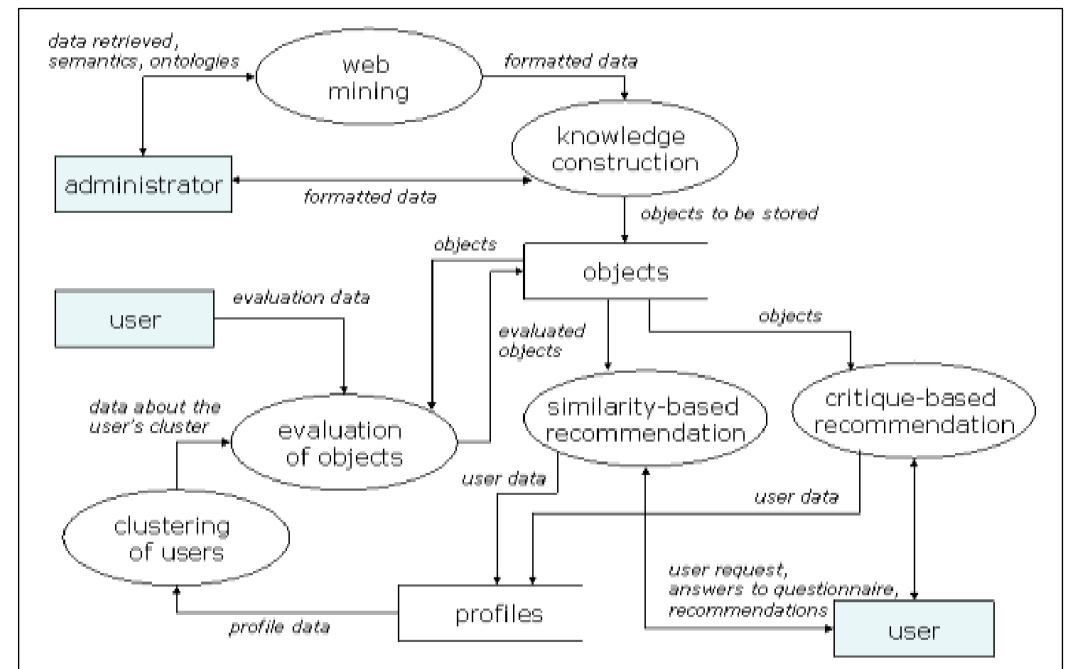 data retrieved,
semantics, ontologies
web
mining
formatted data
knowledge
construction
administrator
formatted data
objects to be stored
objects
objects
user
evaluation data
evaluated
objects
objects
data about the
user's cluster
evaluation
of objects
similarity-based
recommendation
critique-based
recommendation
user data
user data
clustering
of users
user request,
answers to questionnaire,
recommendations
profiles
profile data
user